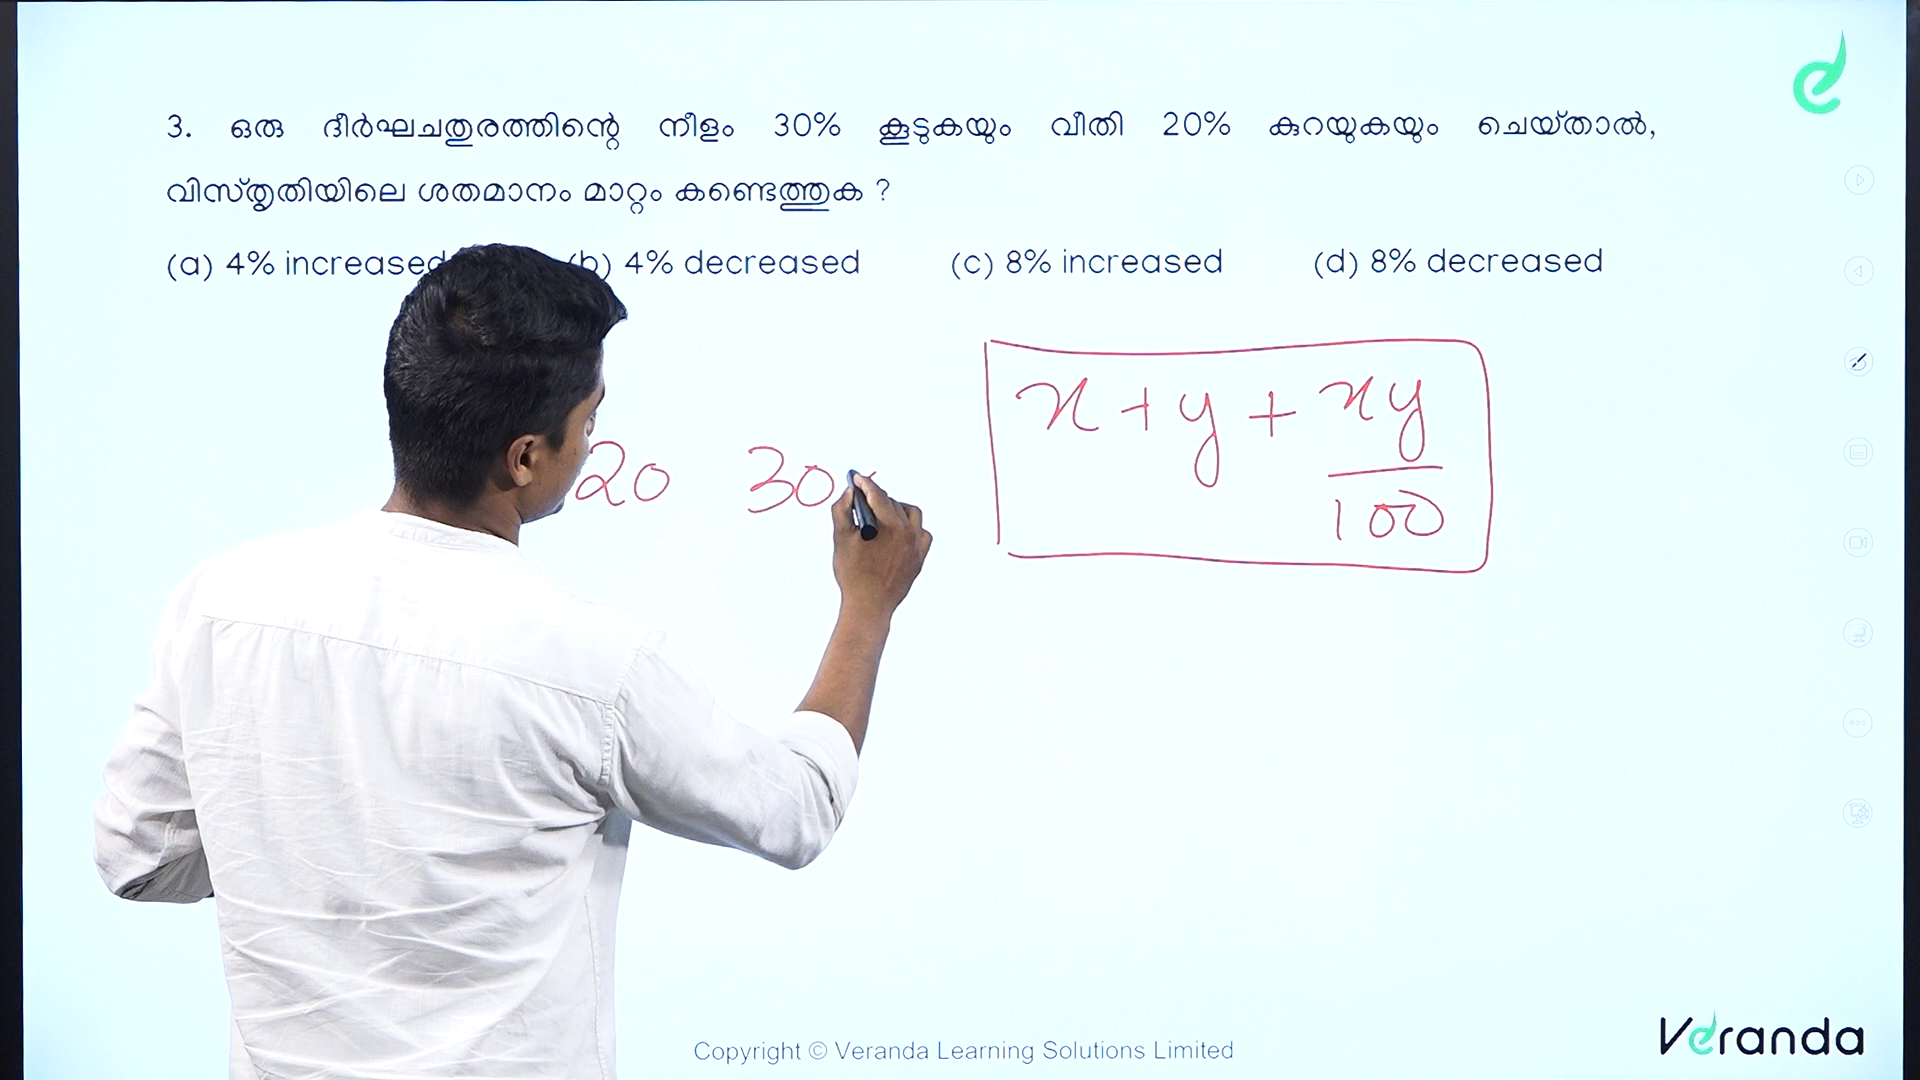 3. ഒരു ദീർഘചതുരത്തിന്റെ നീളം 30% കൂടുകയും വീതി 20% കുറയുകയും ചെയ്താൽ,
വിസ്തൃതിയിലെ ശതമാനം മാറ്റം കണ്ടെത്തുക ?
(a) 4% increased (b) 4% decreased (c) 8% increased (d) 8% decreased
x + y + xy
100
20 30
Copyright © Veranda Learning Solutions Limited
Veranda